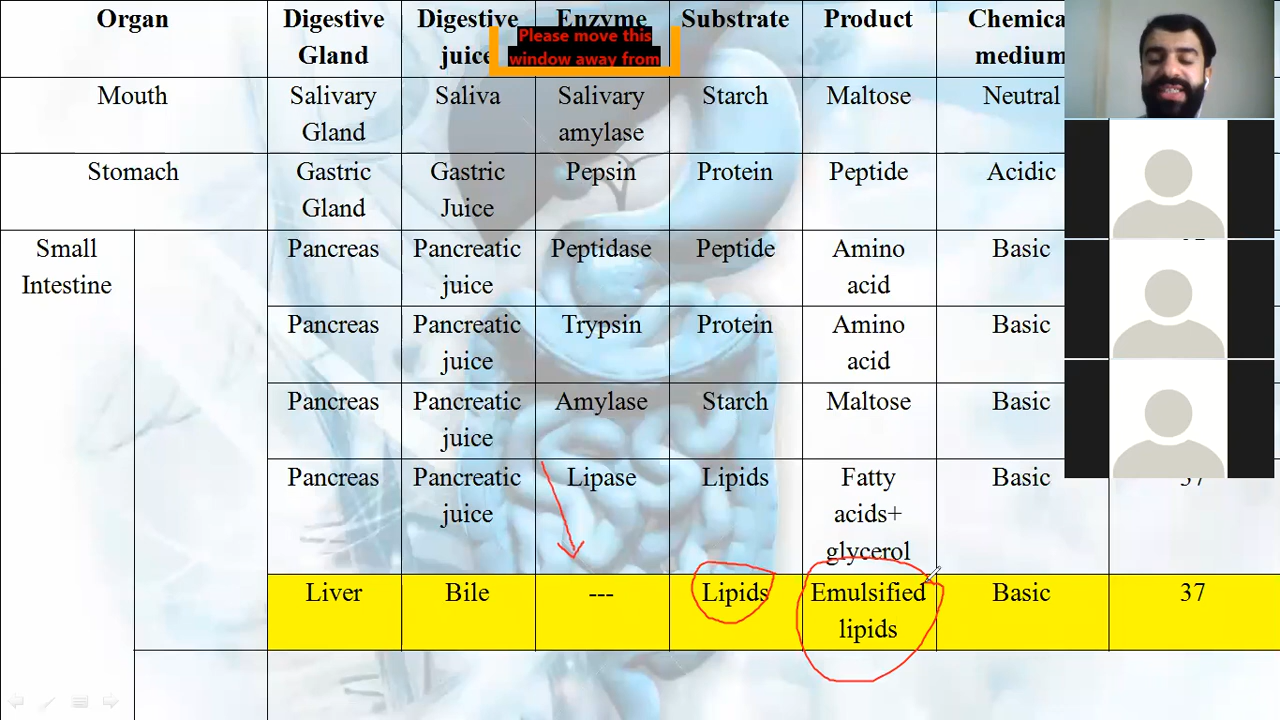 Organ
Digestive
Gland
Digestive
juice
Enzyme
Substrate
Product
Chemica
medium
Please move this
window away from
Mouth
Salivary
Gland
Saliva
Salivary
amylase
Starch
Maltose
Neutral
Stomach
Gastric
Gland
Gastric
Juice
Pepsin
Protein
Peptide
Acidic
Small
Intestine
Pancreas
Pancreatic
juice
Peptidase
Peptide
Amino
acid
Basic
Pancreas
Pancreatic
juice
Trypsin
Protein
Amino
acid
Basic
Pancreas
Pancreatic
juice
Amylase
Starch
Maltose
Basic
Pancreas
Pancreatic
juice
Lipase
Lipids
Fatty
acids+
glycerol
Basic
37
Liver
Bile
---
Lipids
Emulsified
lipids
Basic
37